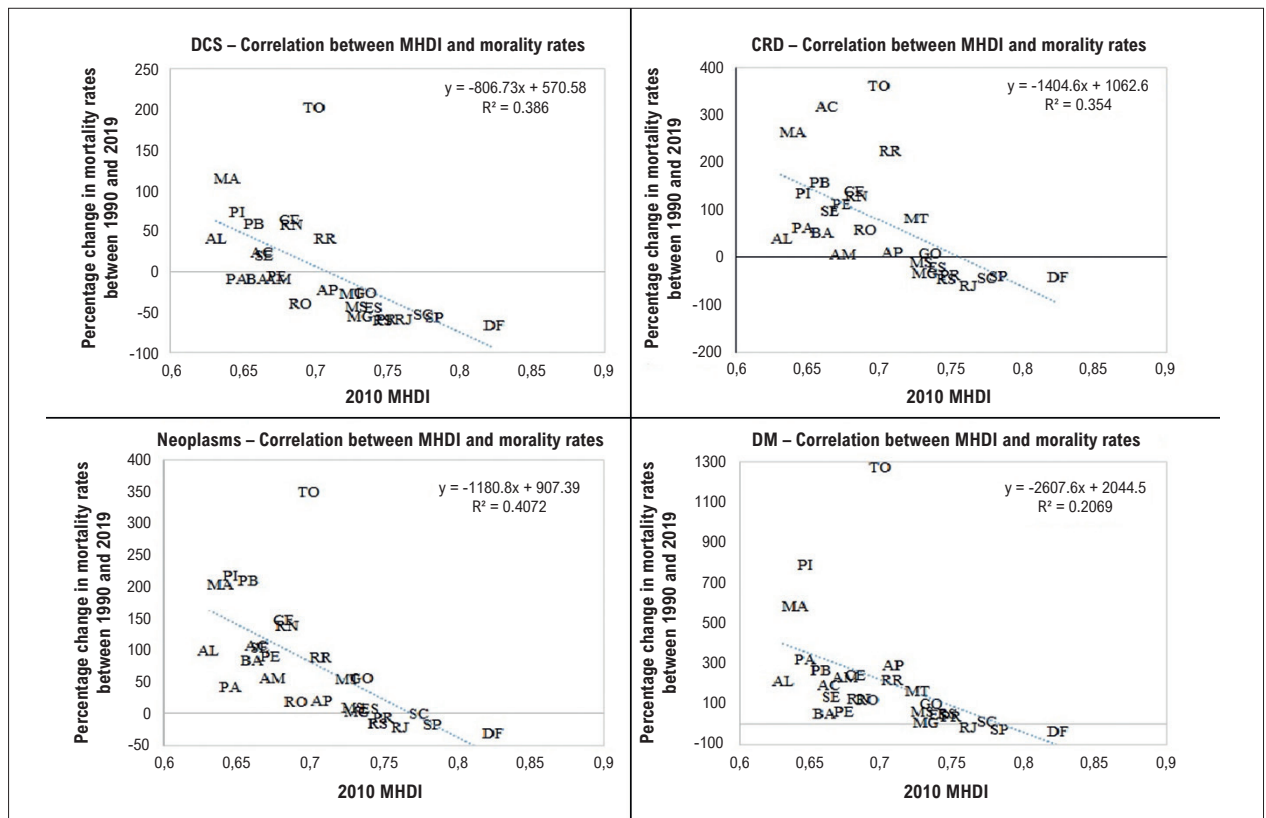 DCS – Correlation between MHDI and morality rates
Percentage change in mortality rates
between 1990 and 2019
y = -806.73x + 570.58
R² = 0.386
250
200
150
100
50
0
-50
-100
TO
MA
PI
PB
CE
RN
AL
RR
AC
SE
PA
BA
AM
PE
RO
AP
MT
GO
MS
ES
MG
RS
PR
RJ
SC
SP
DF
0,6 0,65 0,7 0,75 0,8 0,85 0,9
2010 MHDI
CRD – Correlation between MHDI and morality rates
Percentage change in mortality rates
between 1990 and 2019
y = -1404.6x + 1062.6
R² = 0.354
400
300
200
100
0
-100
-200
TO
AC
MA
RR
PB
PI
CE
RN
PE
SE
MT
PA
BA
RO
AL
AM
AP
GO
MS
ES
MG
PR
RS
RJ
SC
SP
DF
0,6 0,65 0,7 0,75 0,8 0,85 0,9
2010 MHDI
Neoplasms – Correlation between MHDI and morality rates
Percentage change in mortality rates
between 1990 and 2019
y = -1180.8x + 907.39
R² = 0.4072
400
350
300
250
200
150
100
50
0
-50
TO
PI
MA
PB
CE
RN
AL
AC
SE
BA
PE
RR
PA
AM
MT
GO
RO
AP
MS
ES
MG
PR
RS
RJ
SC
SP
DF
0,6 0,65 0,7 0,75 0,8 0,85 0,9
2010 MHDI
DM – Correlation between MHDI and morality rates
Percentage change in mortality rates
between 1990 and 2019
y = -2607.6x + 2044.5
R² = 0.2069
1300
1100
900
700
500
300
100
-100
TO
PI
MA
PA
PB
AP
AL
AM
CE
RR
AC
SE
RN
RO
MT
BA
PE
GO
MS
ES
RS
PR
MG
RJ
SC
SP
DF
0,6 0,65 0,7 0,75 0,8 0,85 0,9
2010 MHDI